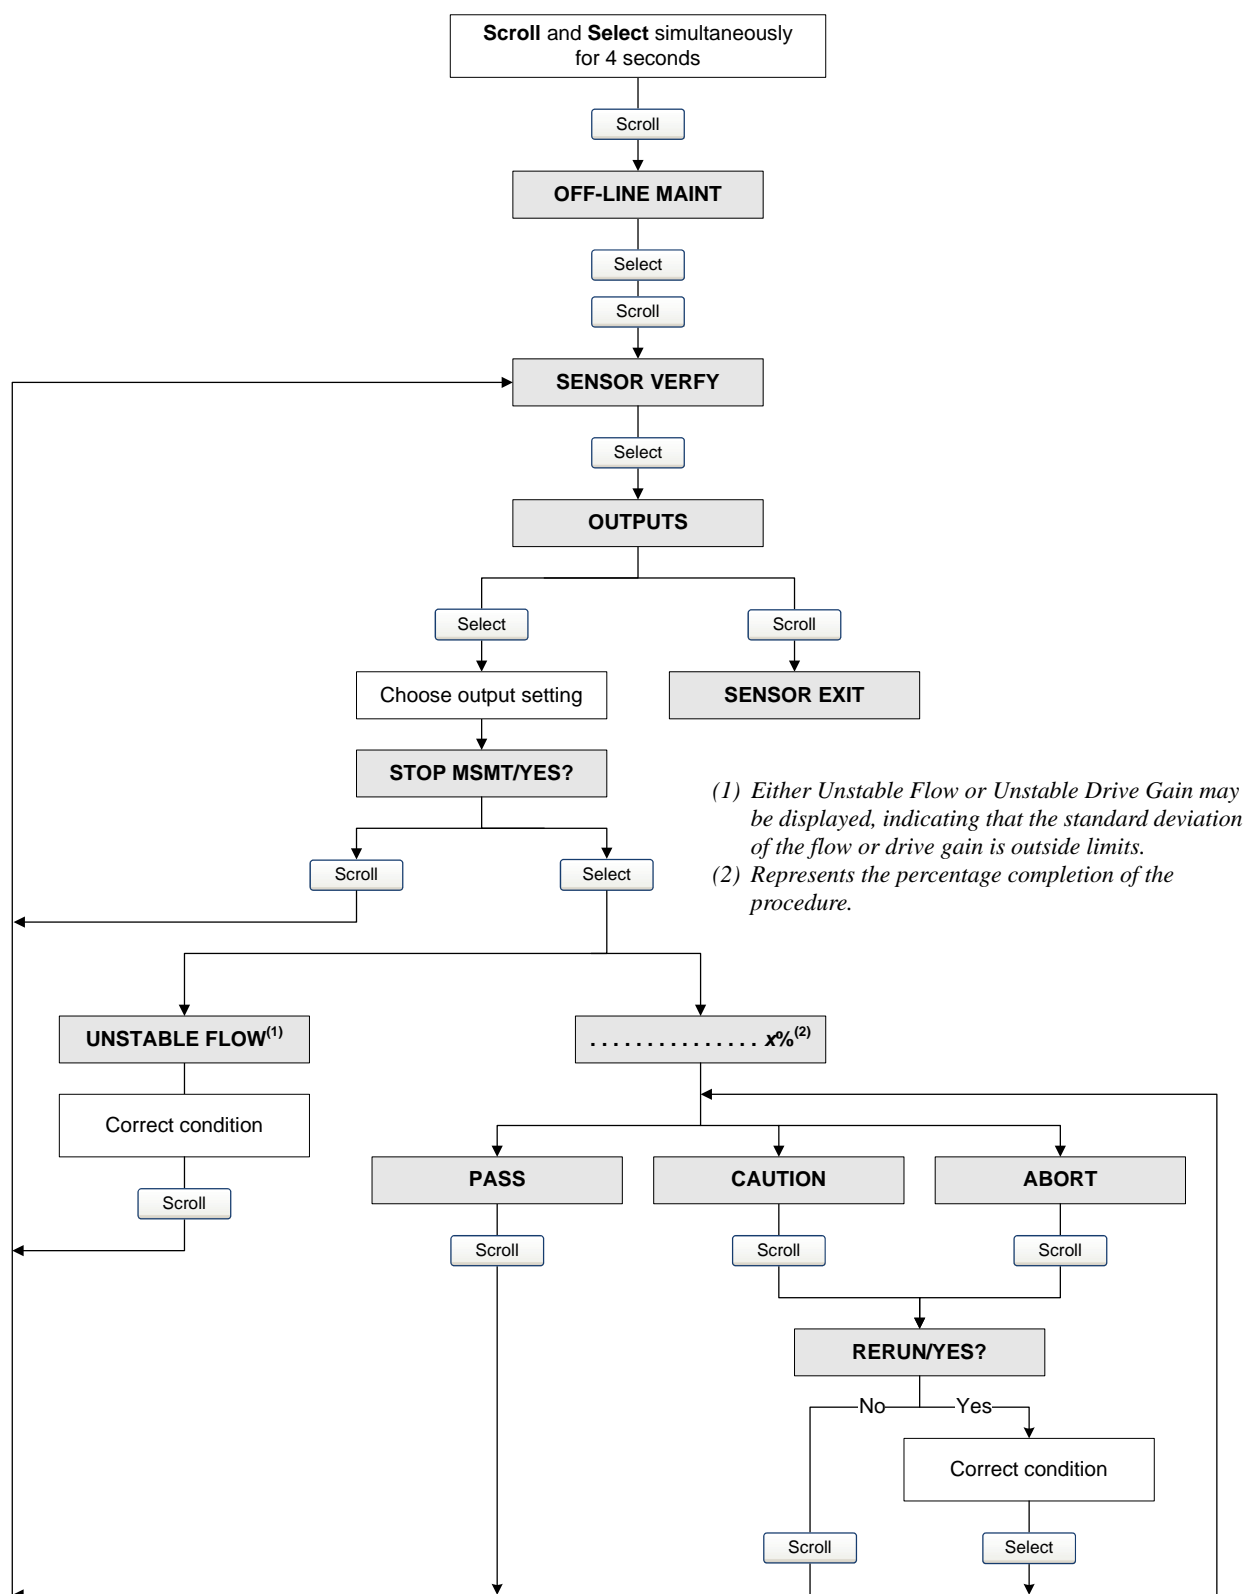 Scroll and Select simultaneously
for 4 seconds
Scroll
OFF-LINE MAINT
Select
Scroll
SENSOR VERFY
Select
OUTPUTS
Select
Scroll
Choose output setting
SENSOR EXIT
STOP MSMT/YES?
(1) Either Unstable Flow or Unstable Drive Gain may
be displayed, indicating that the standard deviation
of the flow or drive gain is outside limits.
(2) Represents the percentage completion of the
procedure.
Scroll
Select
UNSTABLE FLOW(1)
. . . . . . . . . . . . . . . x%(2)
Correct condition
Scroll
PASS
CAUTION
ABORT
Scroll
Scroll
Scroll
RERUN/YES?
No
Yes
Correct condition
Scroll
Select